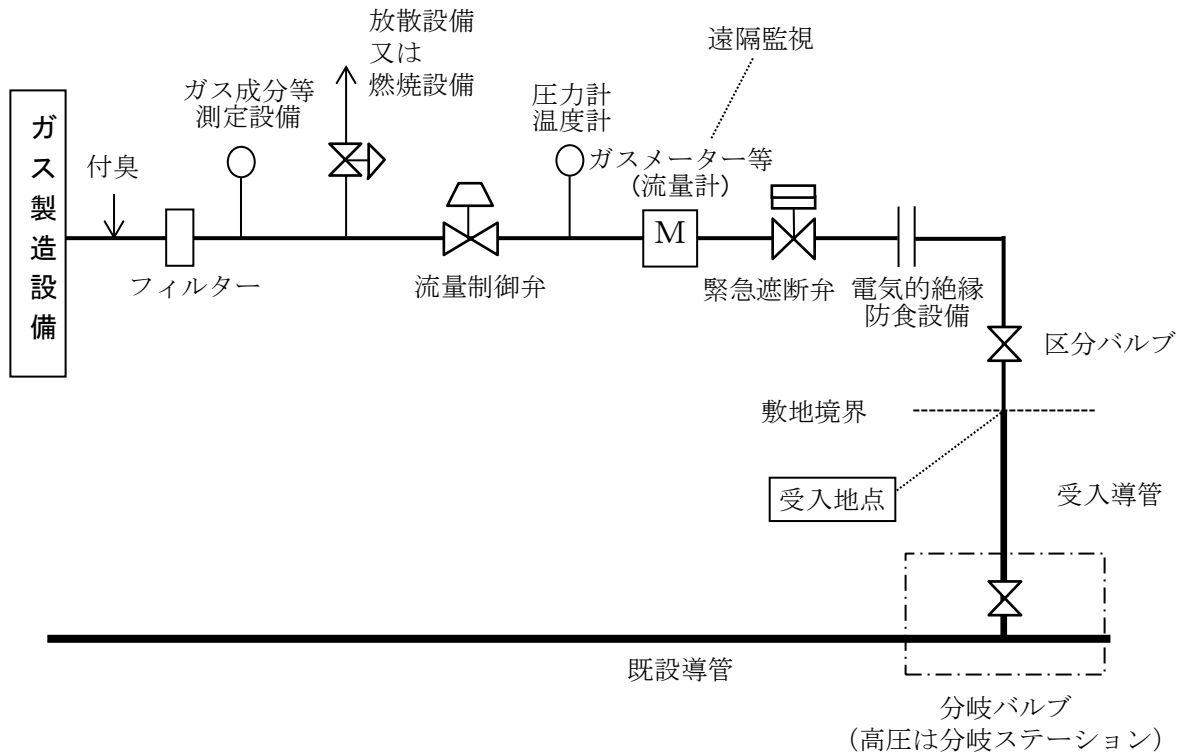 放散設備
又は
燃焼設備
遠隔監視
ガス成分等
測定設備
圧力計
温度計
ガス製造設備
付臭
ガスメーター等
(流量計)
M
フィルター
流量制御弁
緊急遮断弁
電気的絶縁
防食設備
区分バルブ
敷地境界
受入地点
受入導管
既設導管
分岐バルブ
(高圧は分岐ステーション)